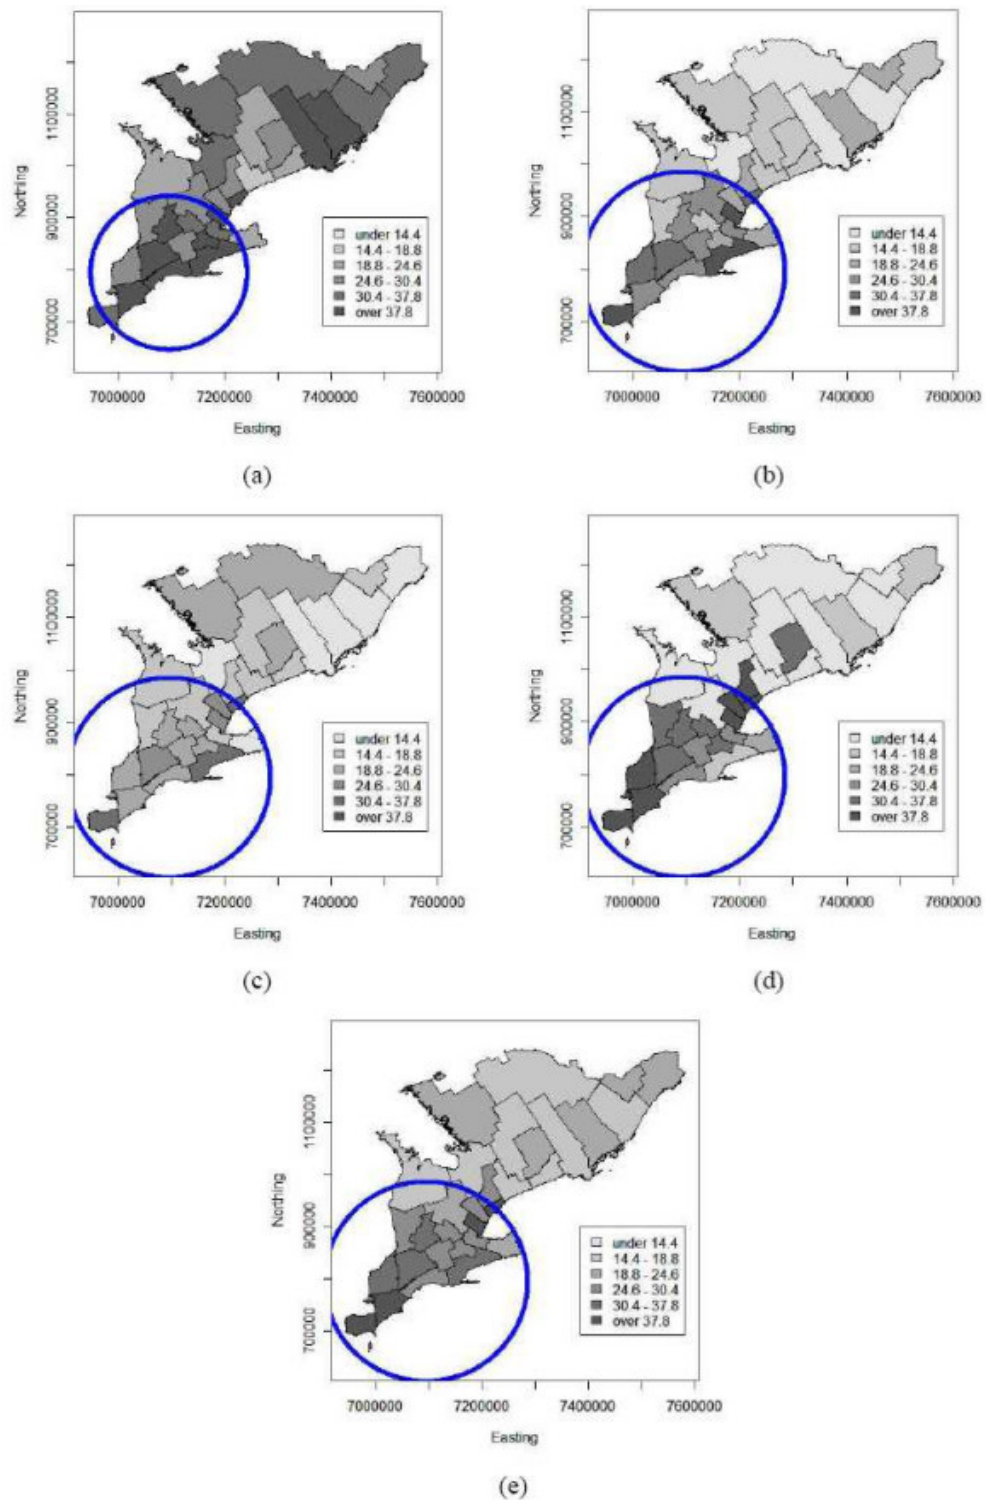 Northing
1100000
900000
700000
under 14.4
14.4 - 18.8
18.8 - 24.6
24.6 - 30.4
30.4 - 37.8
over 37.8
7000000 7200000 7400000 7600000
Easting
(a)
Northing
1100000
900000
700000
under 14.4
14.4 - 18.8
18.8 - 24.6
24.6 - 30.4
30.4 - 37.8
over 37.8
7000000 7200000 7400000 7600000
Easting
(b)
Northing
1100000
900000
700000
under 14.4
14.4 - 18.8
18.8 - 24.6
24.6 - 30.4
30.4 - 37.8
over 37.8
7000000 7200000 7400000 7600000
Easting
(c)
Northing
1100000
900000
700000
under 14.4
14.4 - 18.8
18.8 - 24.6
24.6 - 30.4
30.4 - 37.8
over 37.8
7000000 7200000 7400000 7600000
Easting
(d)
Northing
1100000
900000
700000
under 14.4
14.4 - 18.8
18.8 - 24.6
24.6 - 30.4
30.4 - 37.8
over 37.8
7000000 7200000 7400000 7600000
Easting
(e)